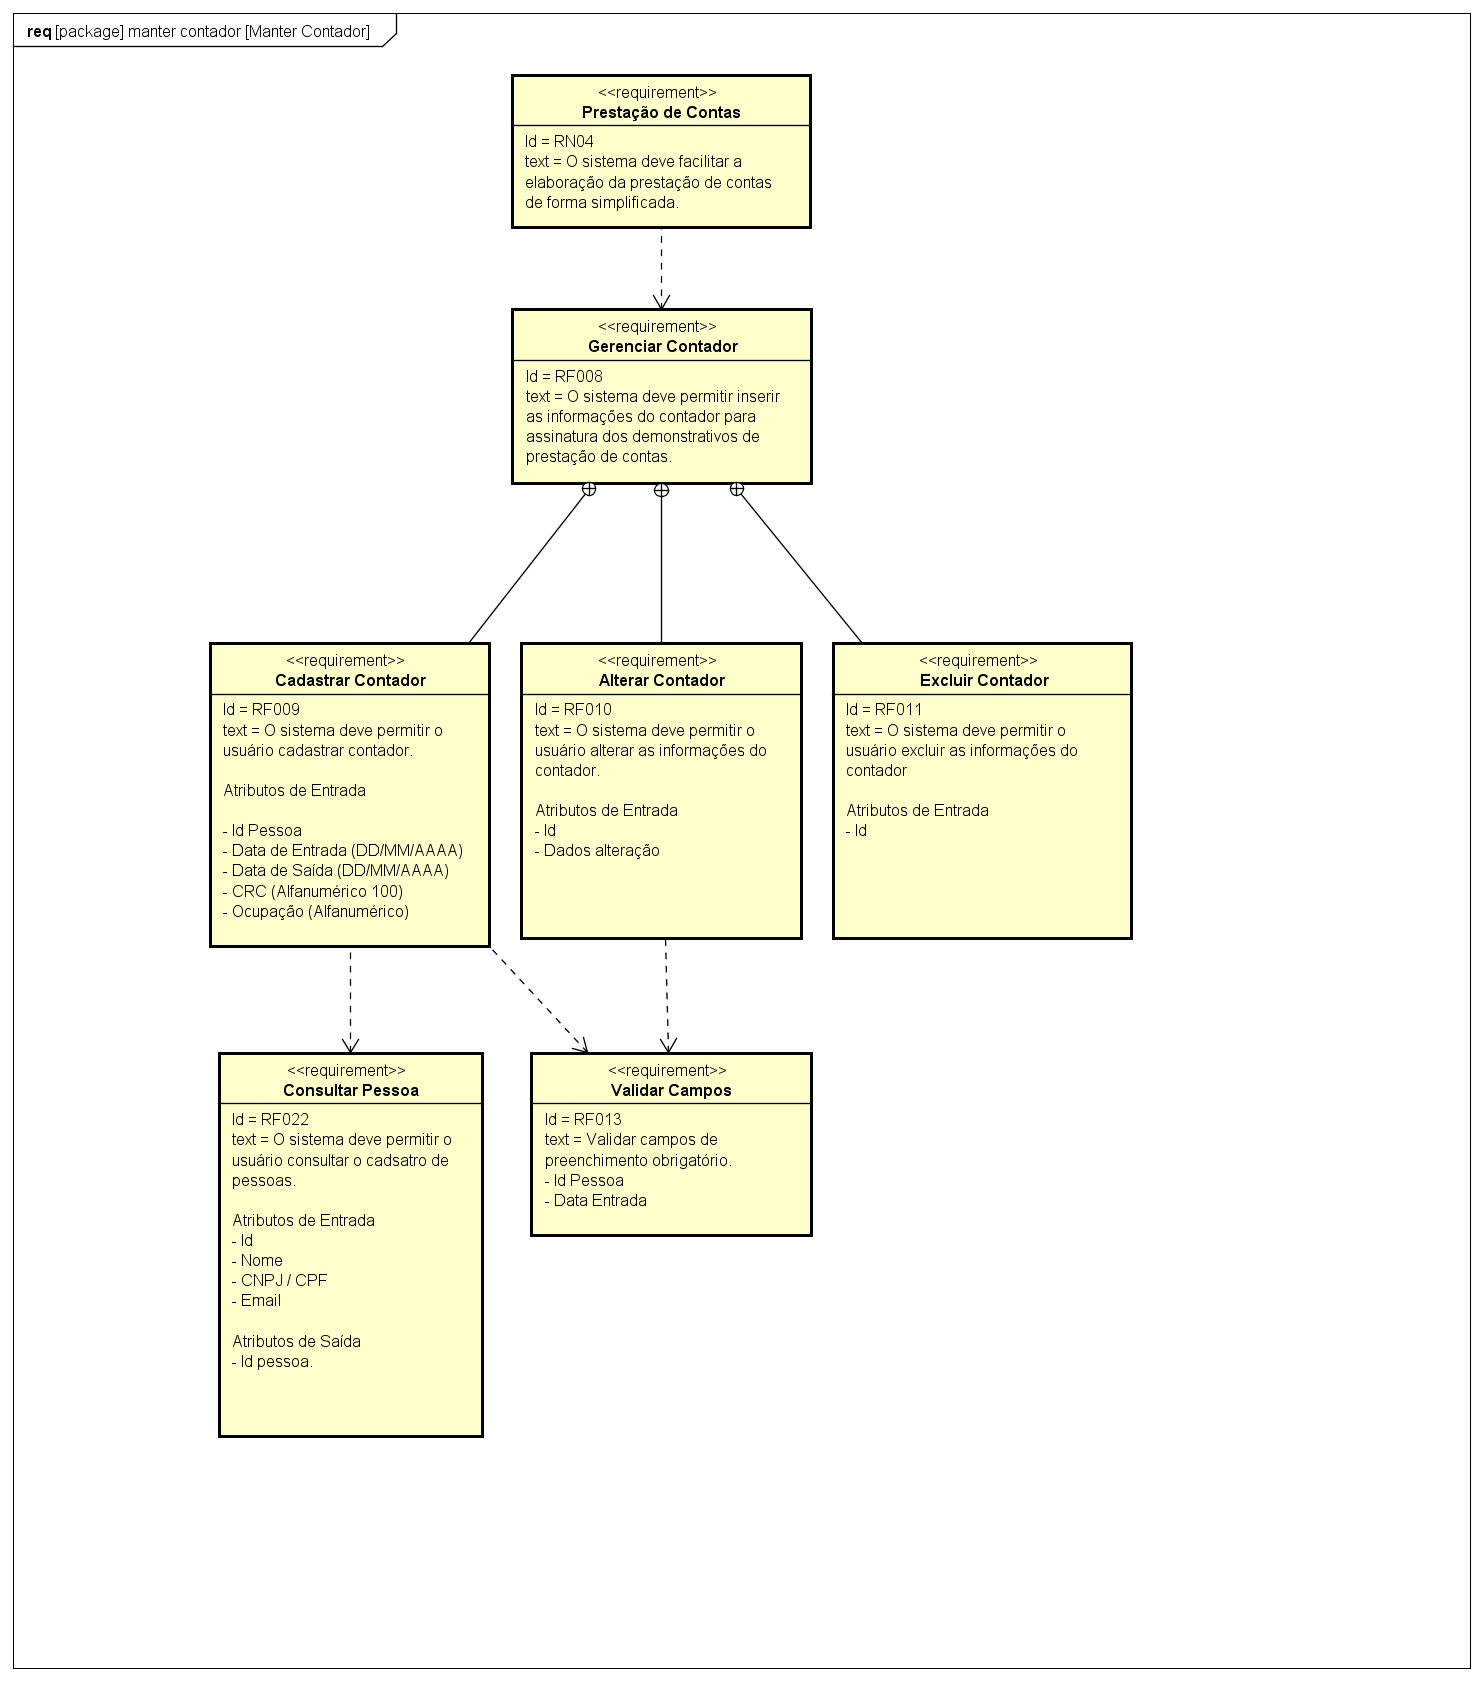 req [package] manter contador [Manter Contador]
<<requirement>>
Prestação de Contas
Id = RN04
text = O sistema deve facilitar a
elaboração da prestação de contas
de forma simplificada.
<<requirement>>
Gerenciar Contador
Id = RF008
text = O sistema deve permitir inserir
as informações do contador para
assinatura dos demonstrativos de
prestação de contas.
<<requirement>>
Cadastrar Contador
Id = RF009
text = O sistema deve permitir o
usuário cadastrar contador.
Atributos de Entrada
- Id Pessoa
- Data de Entrada (DD/MM/AAAA)
- Data de Saída (DD/MM/AAAA)
- CRC (Alfanumérico 100)
- Ocupação (Alfanumérico)
<<requirement>>
Alterar Contador
Id = RF010
text = O sistema deve permitir o
usuário alterar as informações do
contador.
Atributos de Entrada
- Id
- Dados alteração
<<requirement>>
Excluir Contador
Id = RF011
text = O sistema deve permitir o
usuário excluir as informações do
contador
Atributos de Entrada
- Id
<<requirement>>
Consultar Pessoa
Id = RF022
text = O sistema deve permitir o
usuário consultar o cadsatro de
pessoas.
Atributos de Entrada
- Id
- Nome
- CNPJ / CPF
- Email
Atributos de Saída
- Id pessoa.
<<requirement>>
Validar Campos
Id = RF013
text = Validar campos de
preenchimento obrigatório.
- Id Pessoa
- Data Entrada